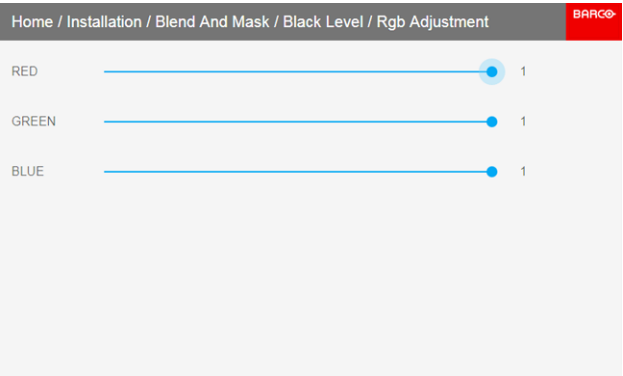 Home / Installation / Blend And Mask / Black Level / Rgb Adjustment
BARCO
RED 1
GREEN 1
BLUE 1